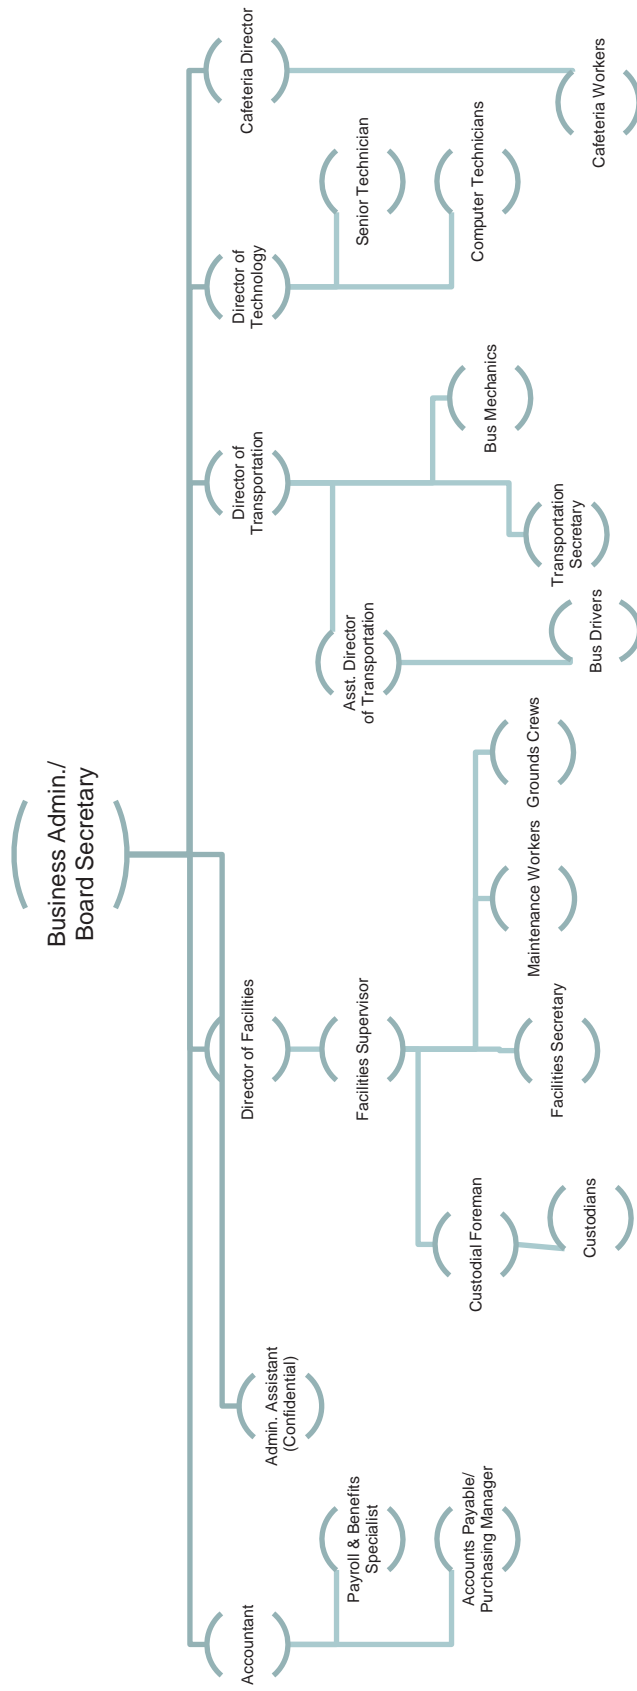 Business Admin./
Board Secretary
Accountant
Admin. Assistant
(Confidential)
Director of Facilities
Director of
Transportation
Director of
Technology
Cafeteria Director
Payroll & Benefits
Specialist
Accounts Payable/
Purchasing Manager
Facilities Supervisor
Custodial Foreman
Custodians
Facilities Secretary
Maintenance Workers
Grounds Crews
Asst. Director
of Transportation
Bus Drivers
Transportation
Secretary
Bus Mechanics
Senior Technician
Computer Technicians
Cafeteria Workers